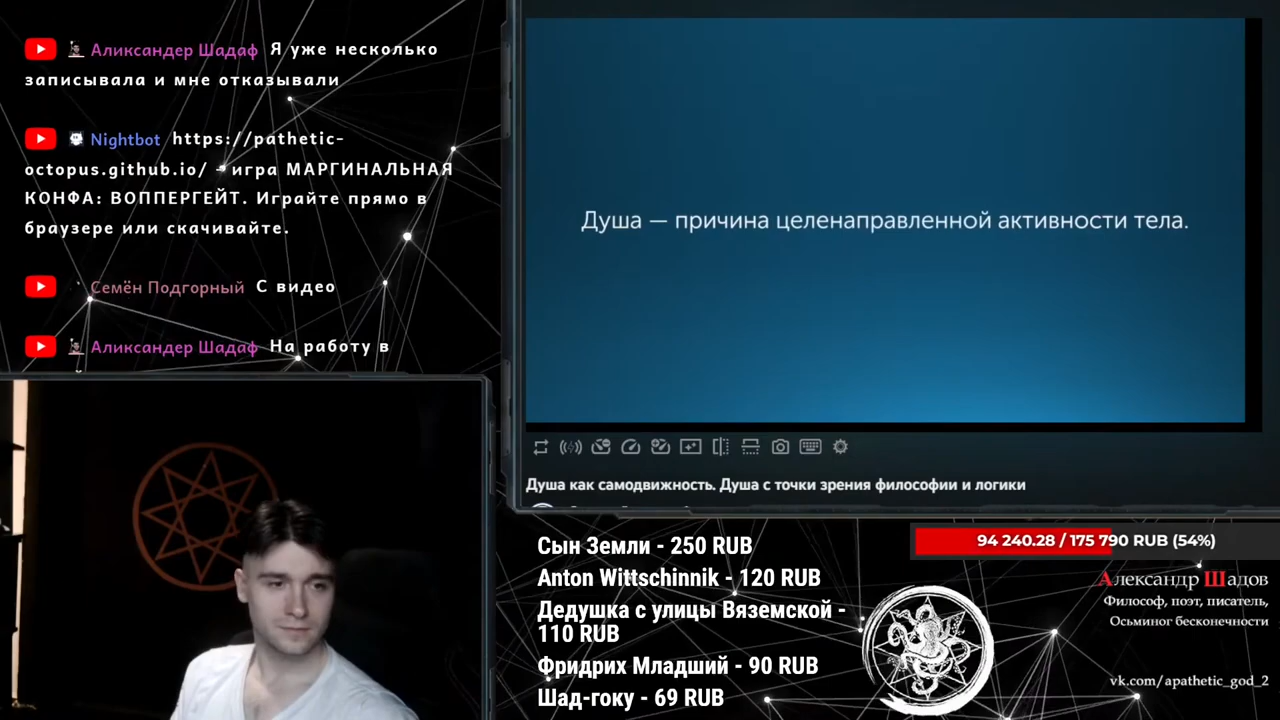 Аликсандер Шадаф Я уже несколько
записывала и мне отказывали
Nightbot https://pathetic-
octopus.github.io/ - игра МАРГИНАЛЬНАЯ
КОНФА: ВОППЕРГЕЙТ. Играйте прямо в
браузере или скачивайте.
Семён Подгорный С видео
Аликсандер Шадаф На работу в
Душа — причина целенаправленной активности тела.
Душа как самодвижность. Душа с точки зрения философии и логики
Сын Земли - 250 RUB
Anton Wittschinnik - 120 RUB
Дедушка с улицы Вяземской -
110 RUB
Фридрих Младший - 90 RUB
Шад-гоку - 69 RUB
94 240.28 / 175 790 RUB (54%)
Александр Шадов
Философ, поэт, писатель,
Осьминог бесконечности
vk.com/apathetic_god_2